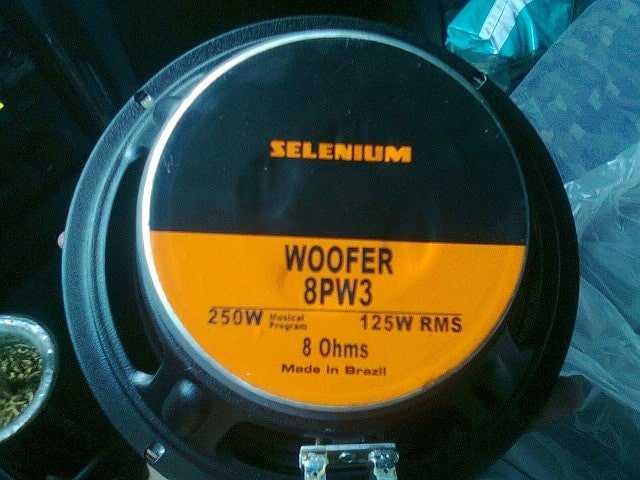 SELENIUM
WOOFER
8PW3
250W Musical Program 125W RMS
8 Ohms
Made in Brazil